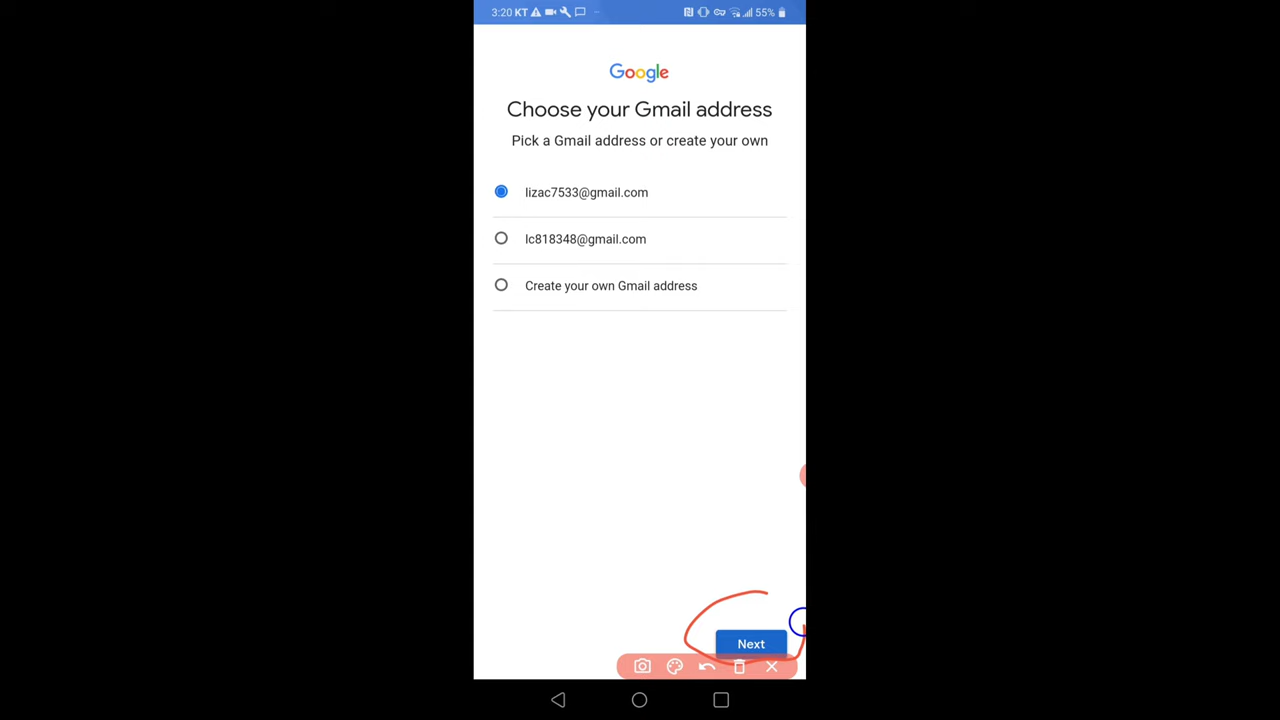 3:20 KT 55%
Google
Choose your Gmail address
Pick a Gmail address or create your own
lizac7533@gmail.com
lc818348@gmail.com
Create your own Gmail address
Next